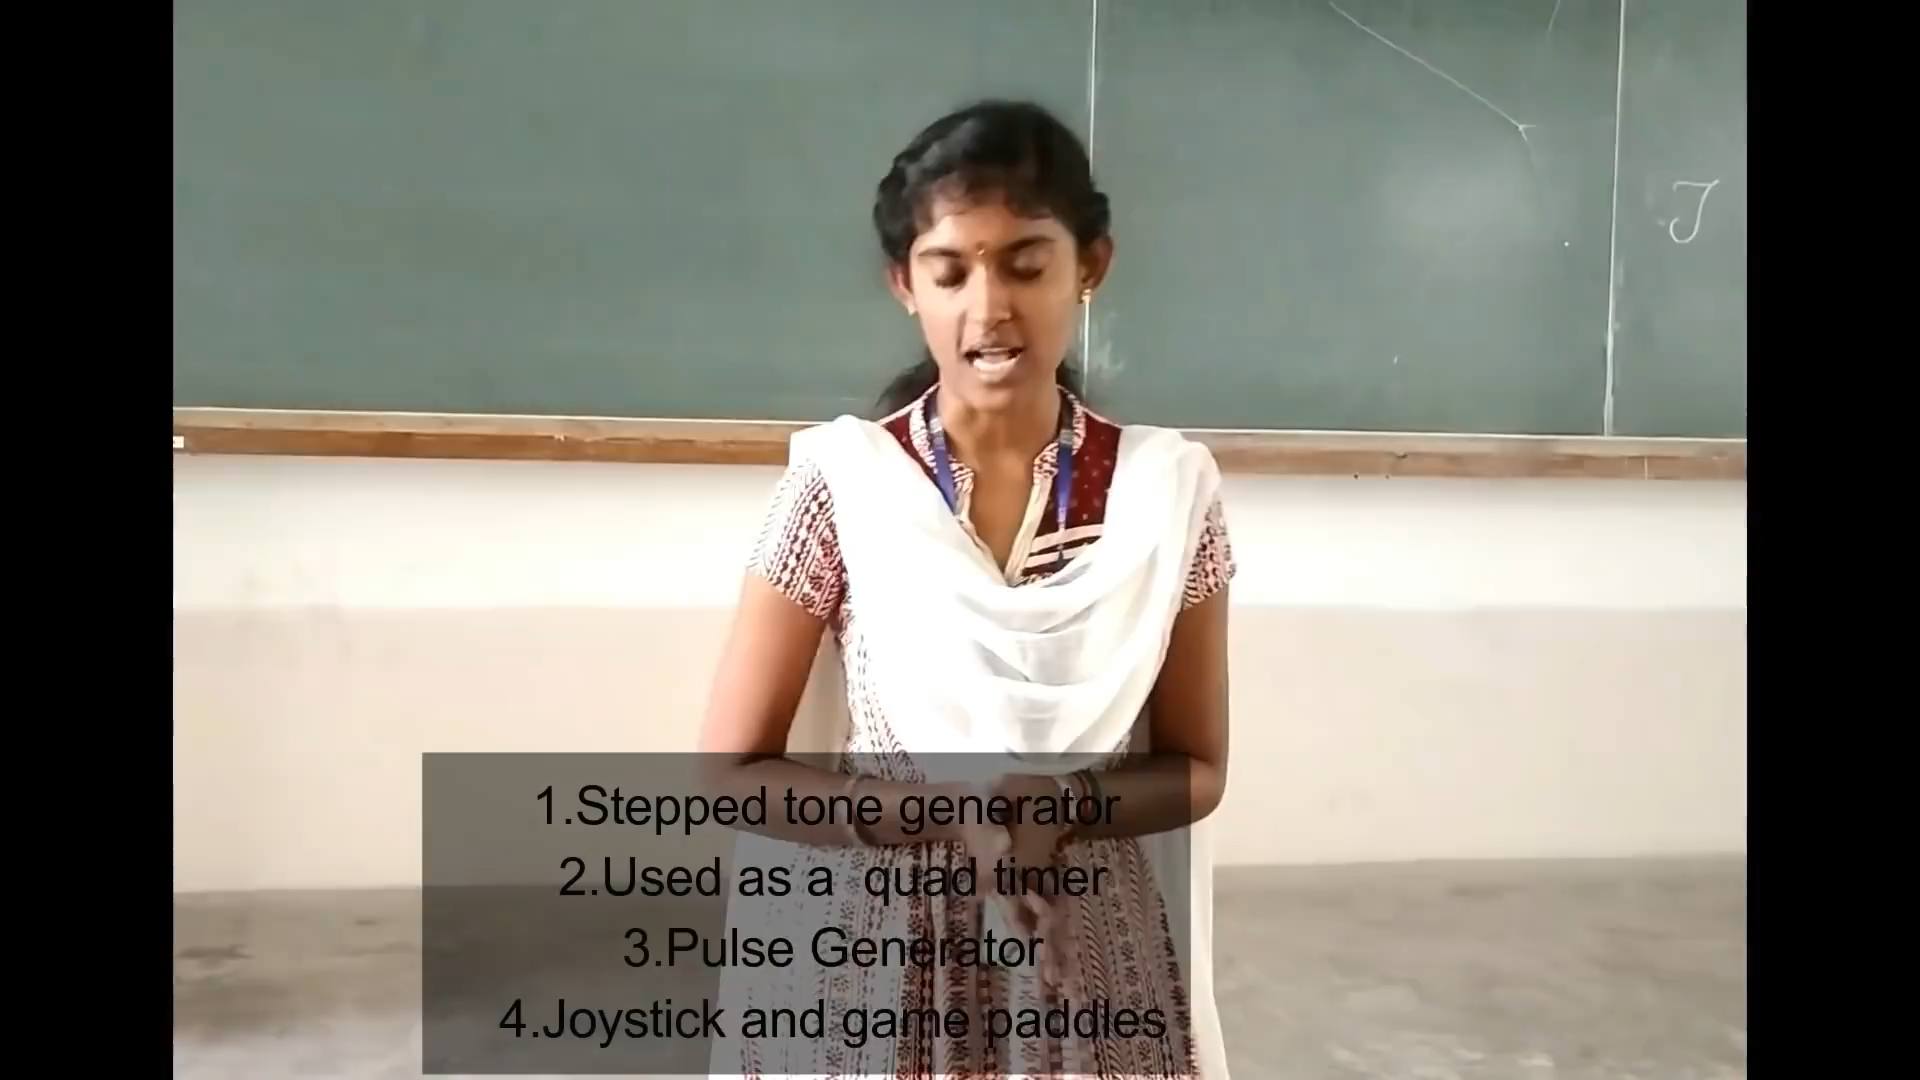 J
1.Stepped tone generator
2.Used as a  quad timer
3.Pulse Generator
4.Joystick and game paddles